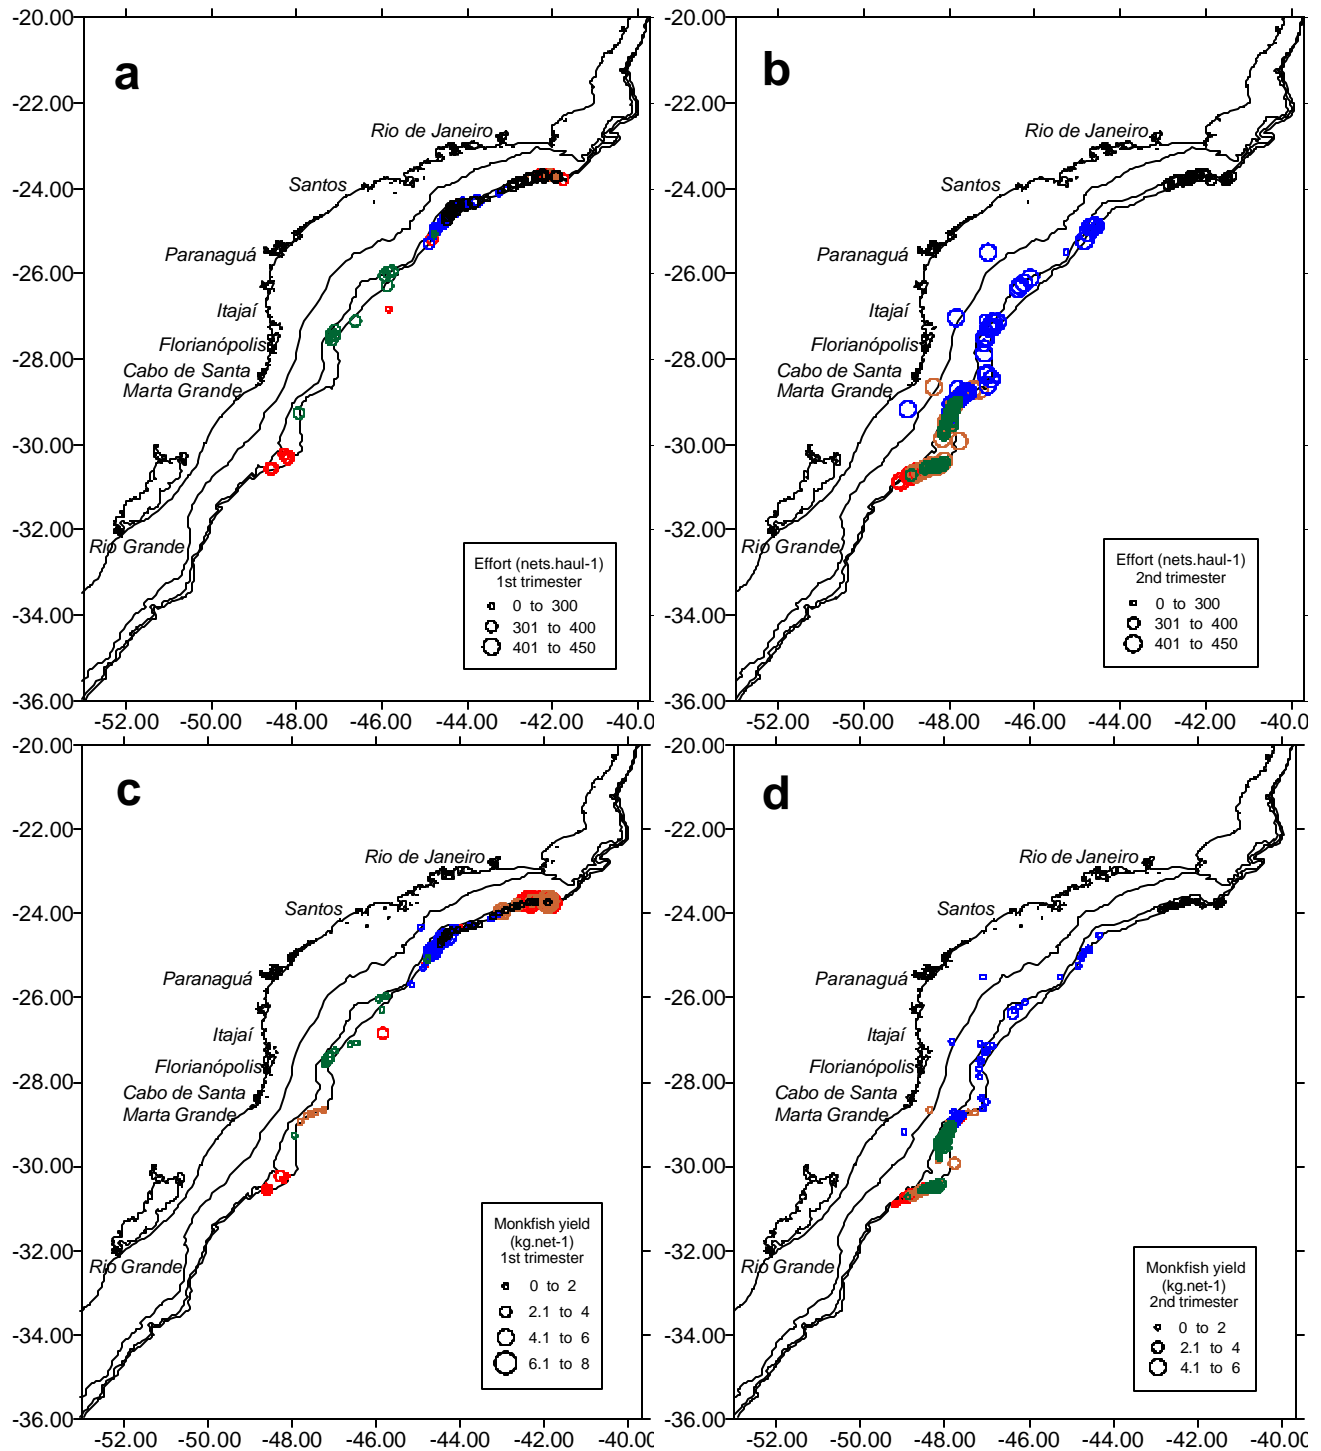 a
-20.00
-22.00
-24.00
-26.00
-28.00
-30.00
-32.00
-34.00
-36.00
Rio de Janeiro
Santos
Paranaguá
Itajaí
Florianópolis
Cabo de Santa
Marta Grande
Rio Grande
Effort (nets.haul-1)
1st trimester
0 to 300
301 to 400
401 to 450
-52.00 -50.00 -48.00 -46.00 -44.00 -42.00 -40.0
b
-20.00
-22.00
-24.00
-26.00
-28.00
-30.00
-32.00
-34.00
-36.00
Rio de Janeiro
Santos
Paranaguá
Itajaí
Florianópolis
Cabo de Santa
Marta Grande
Rio Grande
Effort (nets.haul-1)
2nd trimester
0 to 300
301 to 400
401 to 450
-52.00 -50.00 -48.00 -46.00 -44.00 -42.00 -40.0
c
-20.00
-22.00
-24.00
-26.00
-28.00
-30.00
-32.00
-34.00
-36.00
Rio de Janeiro
Santos
Paranaguá
Itajaí
Florianópolis
Cabo de Santa
Marta Grande
Rio Grande
Monkfish yield
(kg.net-1)
1st trimester
0 to 2
2.1 to 4
4.1 to 6
6.1 to 8
-52.00 -50.00 -48.00 -46.00 -44.00 -42.00 -40.00
d
-20.00
-22.00
-24.00
-26.00
-28.00
-30.00
-32.00
-34.00
-36.00
Rio de Janeiro
Santos
Paranaguá
Itajaí
Florianópolis
Cabo de Santa
Marta Grande
Rio Grande
Monkfish yield
(kg.net-1)
2nd trimester
0 to 2
2.1 to 4
4.1 to 6
-52.00 -50.00 -48.00 -46.00 -44.00 -42.00 -40.00